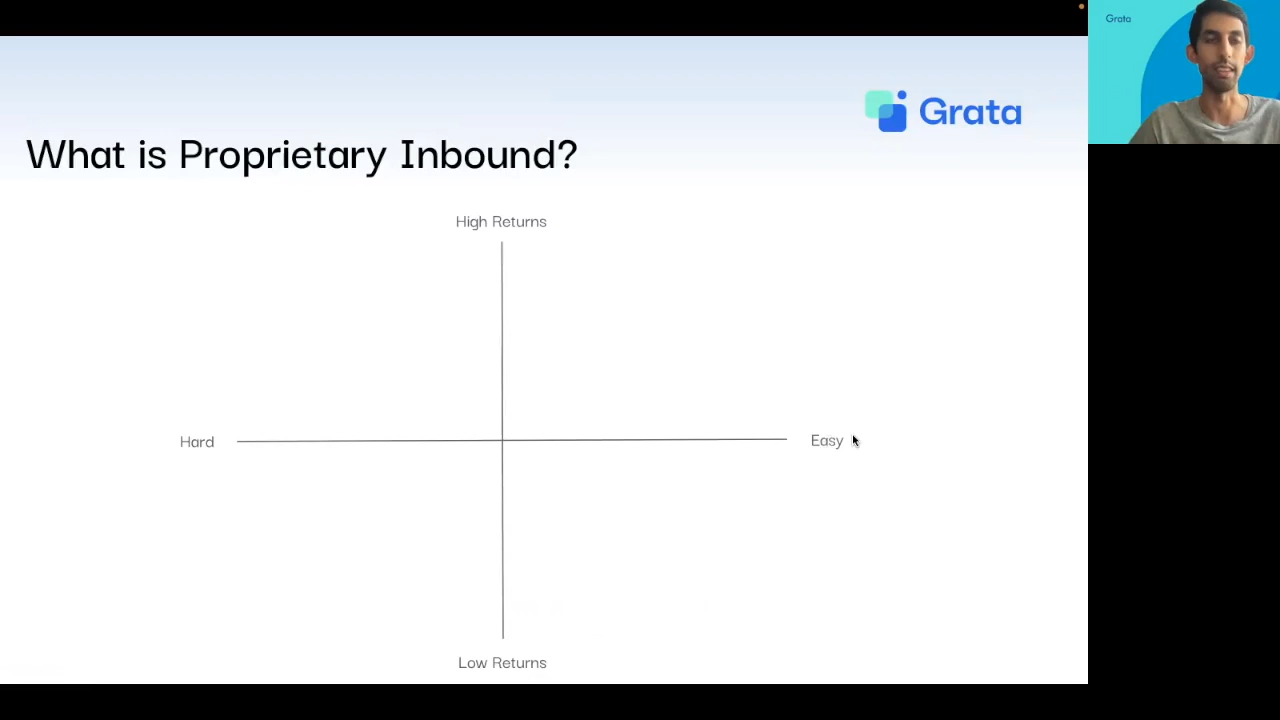 Grata
Grata
What is Proprietary Inbound?
High Returns
Hard
Easy
Low Returns